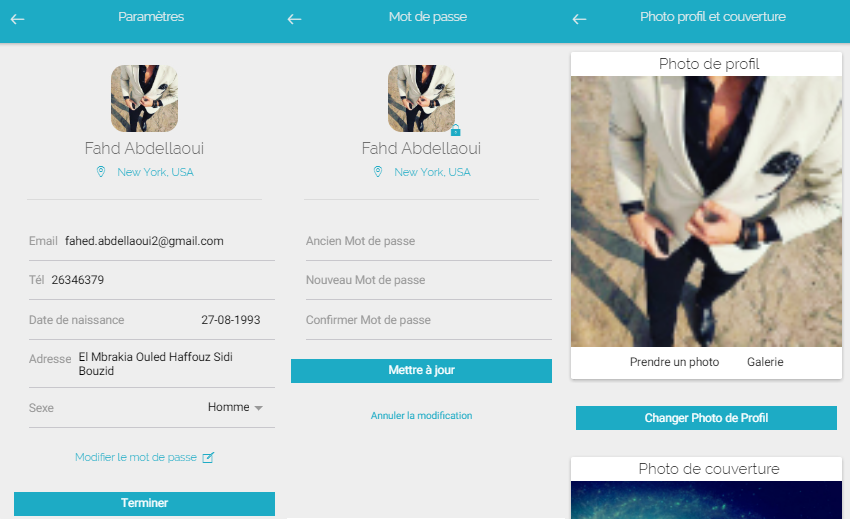 Paramètres
Fahd Abdellaoui
New York, USA
Email fahed.abdellaoui2@gmail.com
Tél 26346379
Date de naissance 27-08-1993
Adresse El Mbrakia Ouled Haffouz Sidi
Bouzid
Sexe Homme
Modifier le mot de passe
Terminer
Mot de passe
Fahd Abdellaoui
New York, USA
Ancien Mot de passe
Nouveau Mot de passe
Confirmer Mot de passe
Mettre à jour
Annuler la modification
Photo profil et couverture
Photo de profil
Prendre un photo Galerie
Changer Photo de Profil
Photo de couverture